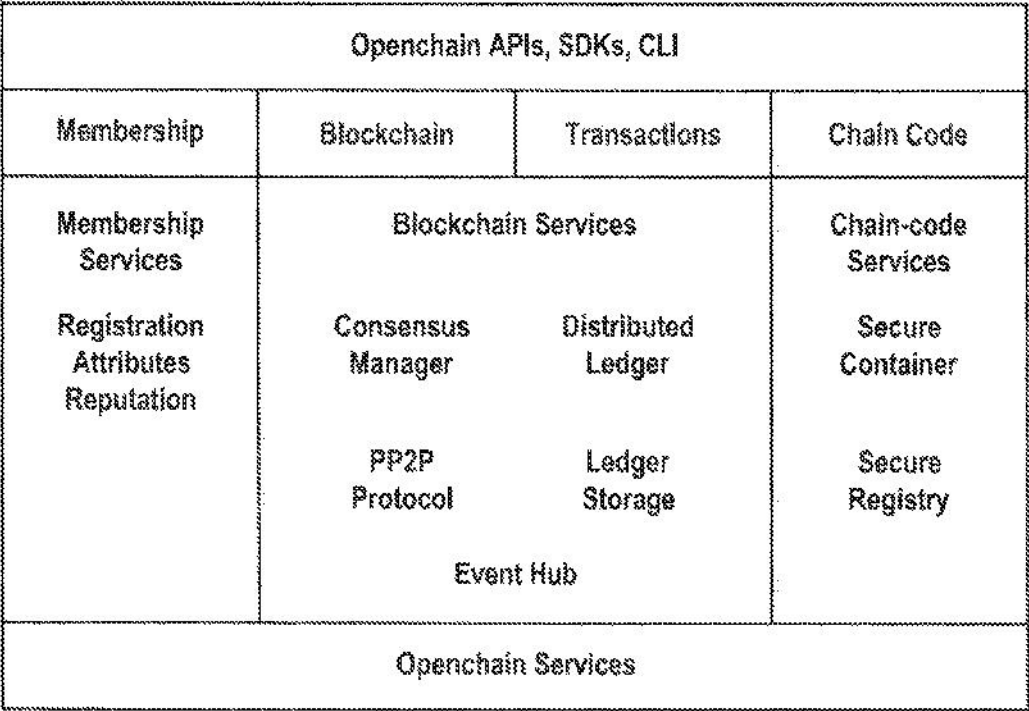 Openchain APIs, SDKs, CLI
Membership
Blockchain
Transactions
Chain Code
Membership
Services
Registration
Attributes
Reputation
Blockchain Services
Consensus
Manager
Distributed
Ledger
PP2P
Protocol
Ledger
Storage
Event Hub
Chain-code
Services
Secure
Container
Secure
Registry
Openchain Services